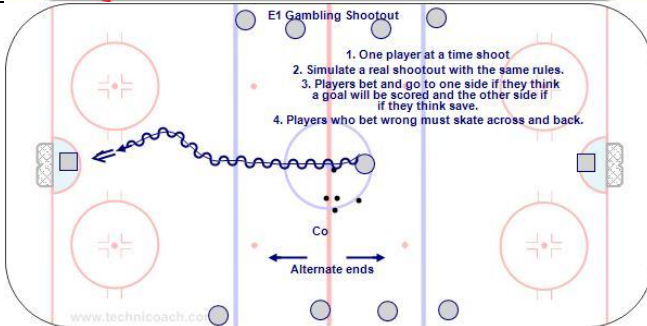 E1 Gambling Shootout
1. One player at a time shoot
2. Simulate a real shootout with the same rules.
3. Players bet and go to one side if they think
a goal will be scored and the other side if
if they think save.
4. Players who bet wrong must skate across and back.
Co
Alternate ends
www.technicoach.com